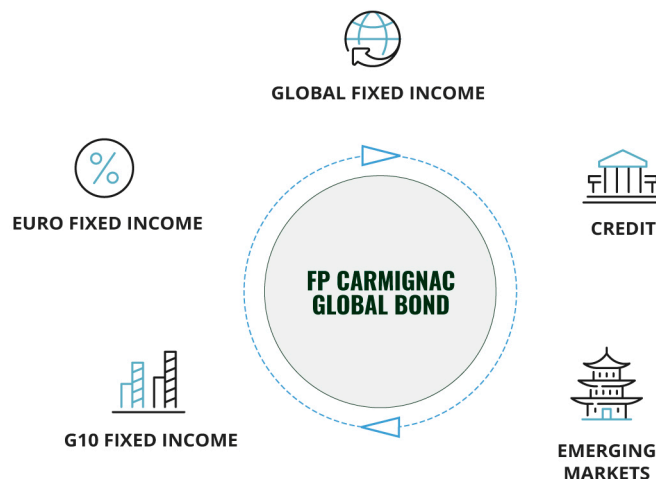 GLOBAL FIXED INCOME
EURO FIXED INCOME
CREDIT
FP CARMIGNAC
GLOBAL BOND
G10 FIXED INCOME
EMERGING
MARKETS